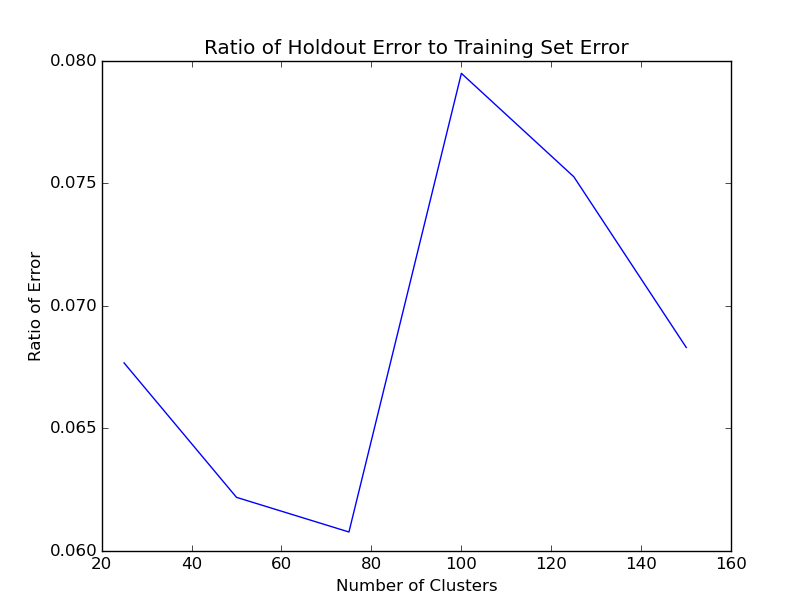 Ratio of Holdout Error to Training Set Error
0.080
0.075
0.070
0.065
0.060
Ratio of Error
20 40 60 80 100 120 140 160
Number of Clusters